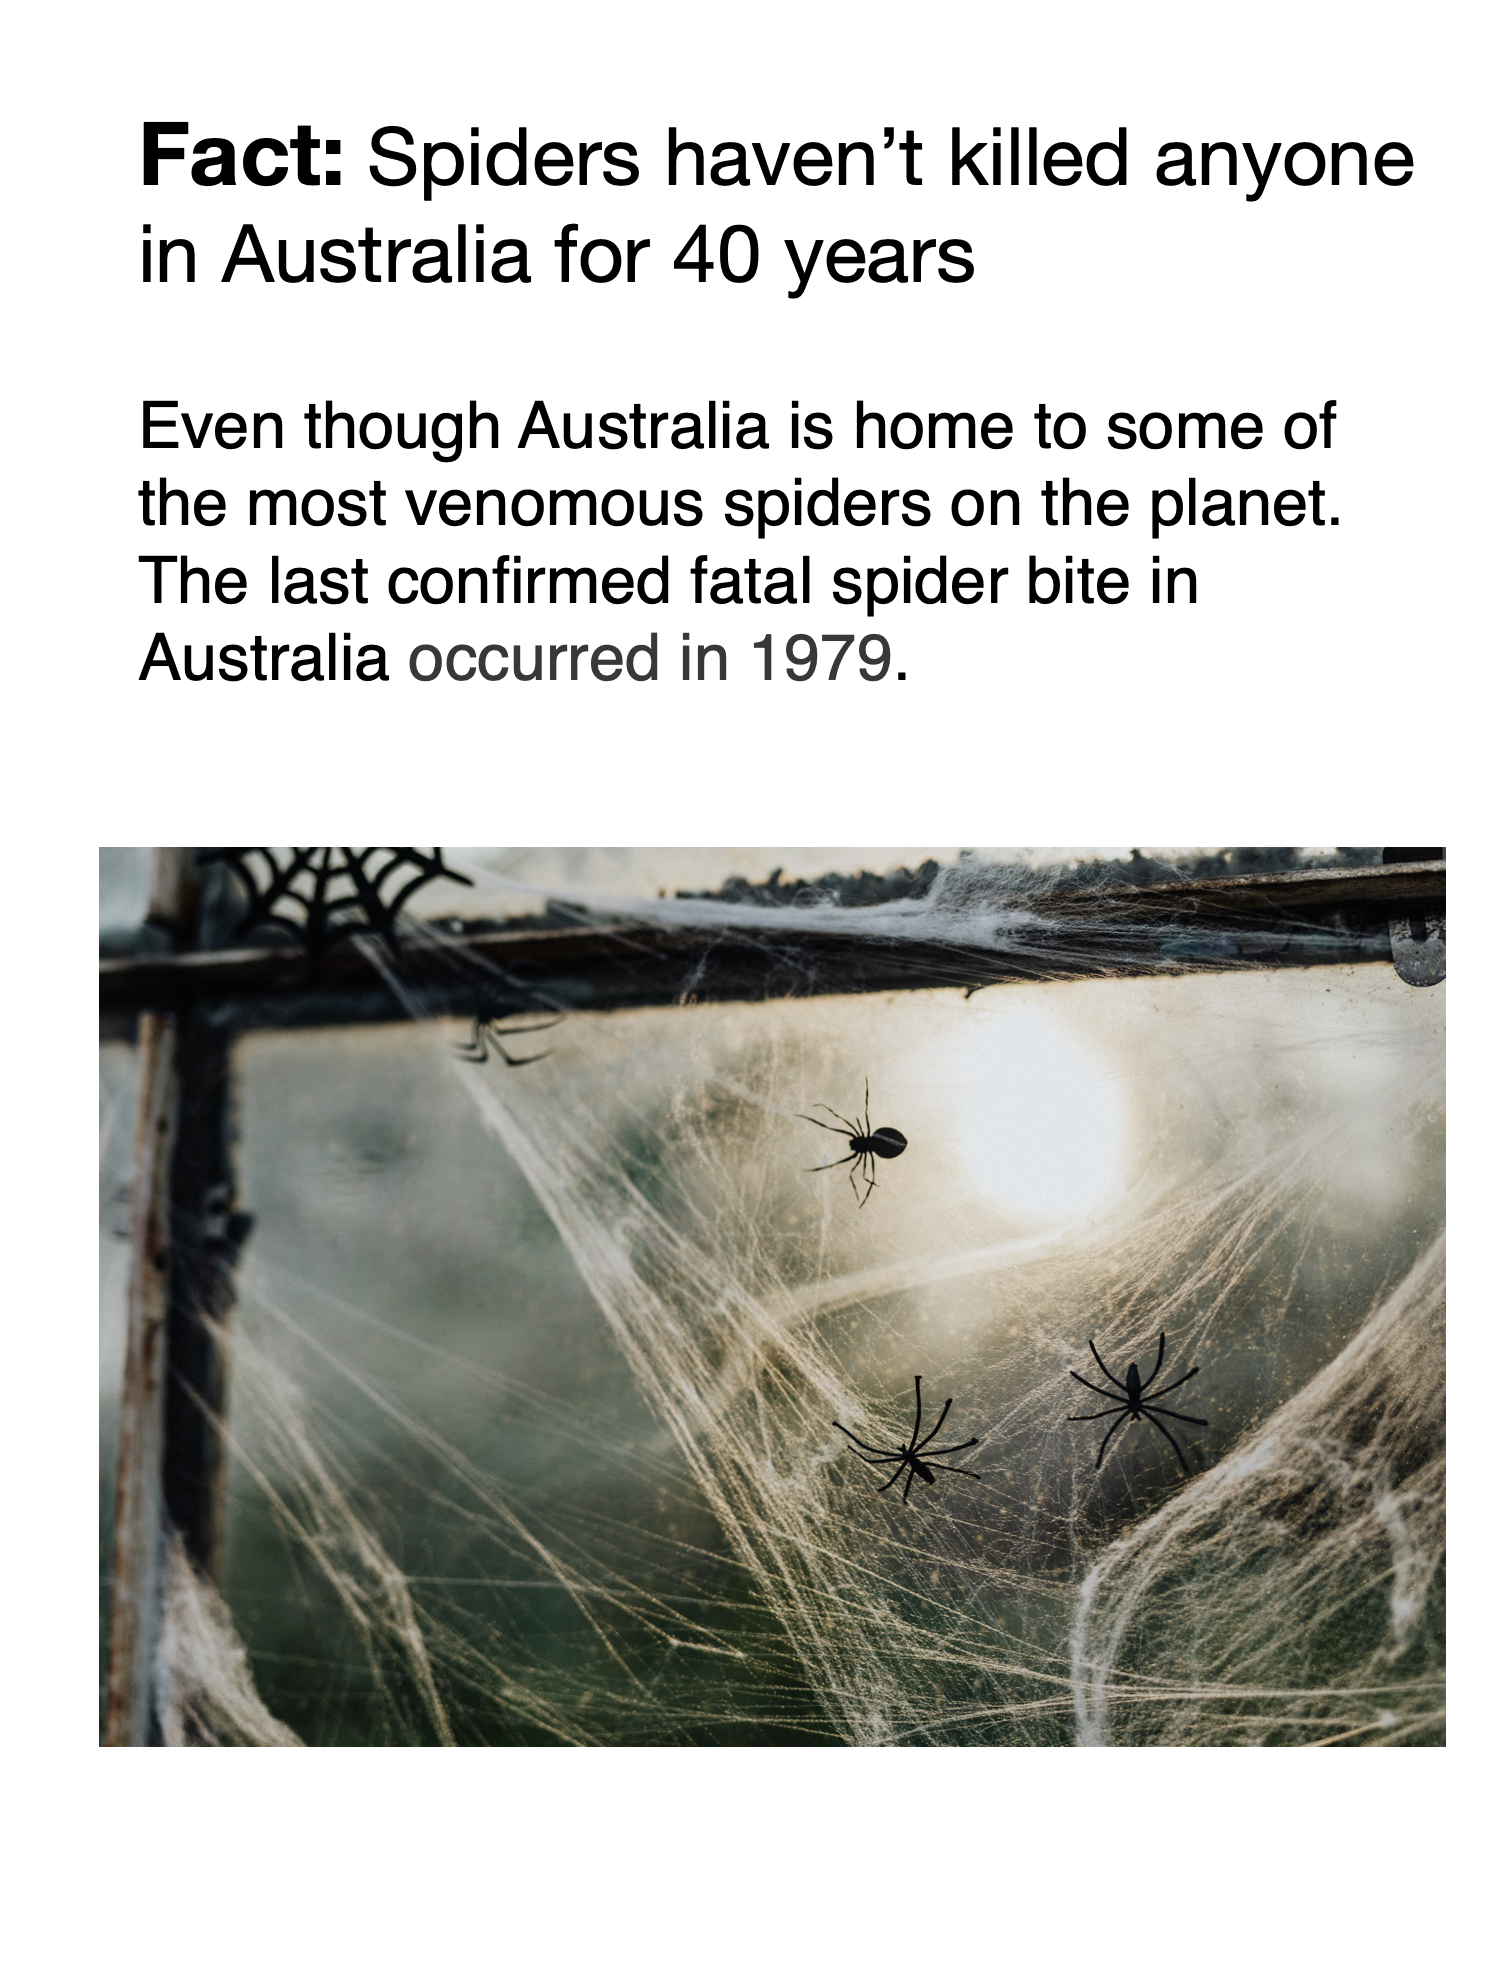 Fact: Spiders haven’t killed anyone
in Australia for 40 years
Even though Australia is home to some of
the most venomous spiders on the planet.
The last confirmed fatal spider bite in
Australia occurred in 1979.